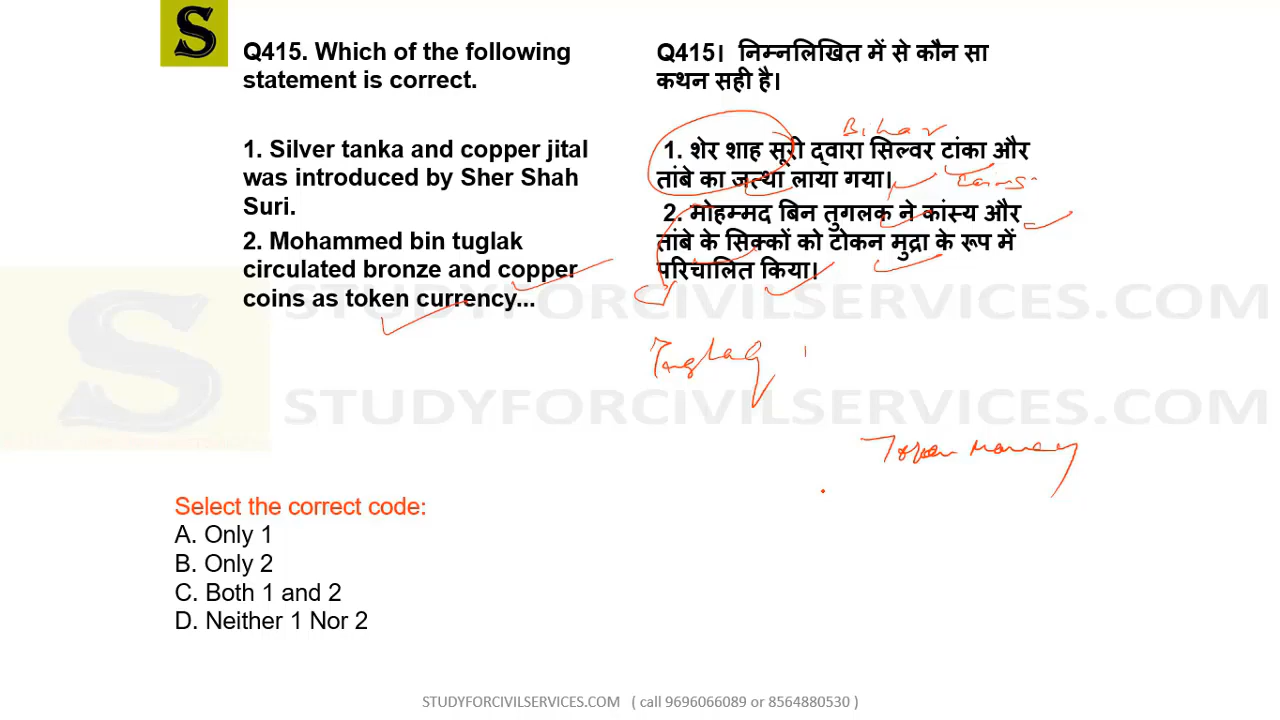 S
Q415. Which of the following
statement is correct.
1. Silver tanka and copper jital
was introduced by Sher Shah
Suri.
2. Mohammed bin tuglak
circulated bronze and copper
coins as token currency...
Q415। निम्नलिखित में से कौन सा
कथन सही है।
Bihar
1. शेर शाह सूरी द्वारा सिल्वर टांका और
तांबे का जत्था लाया गया।
Coins
2. मोहम्मद बिन तुगलक ने कांस्य और
तांबे के सिक्कों को टोकन मुद्रा के रूप में
परिचालित किया।
STUDYFORCIVILSERVICES.COM
Tuglaq
STUDYFORCIVILSERVICES.COM
Token Money
Select the correct code:
A. Only 1
B. Only 2
C. Both 1 and 2
D. Neither 1 Nor 2
STUDYFORCIVILSERVICES.COM ( call 9696066089 or 8564880530 )